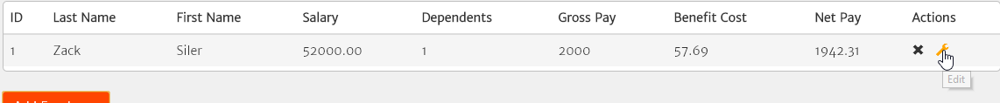 ID Last Name First Name Salary Dependents Gross Pay Benefit Cost Net Pay Actions
1 Zack Siler 52000.00 1 2000 57.69 1942.31
Edit